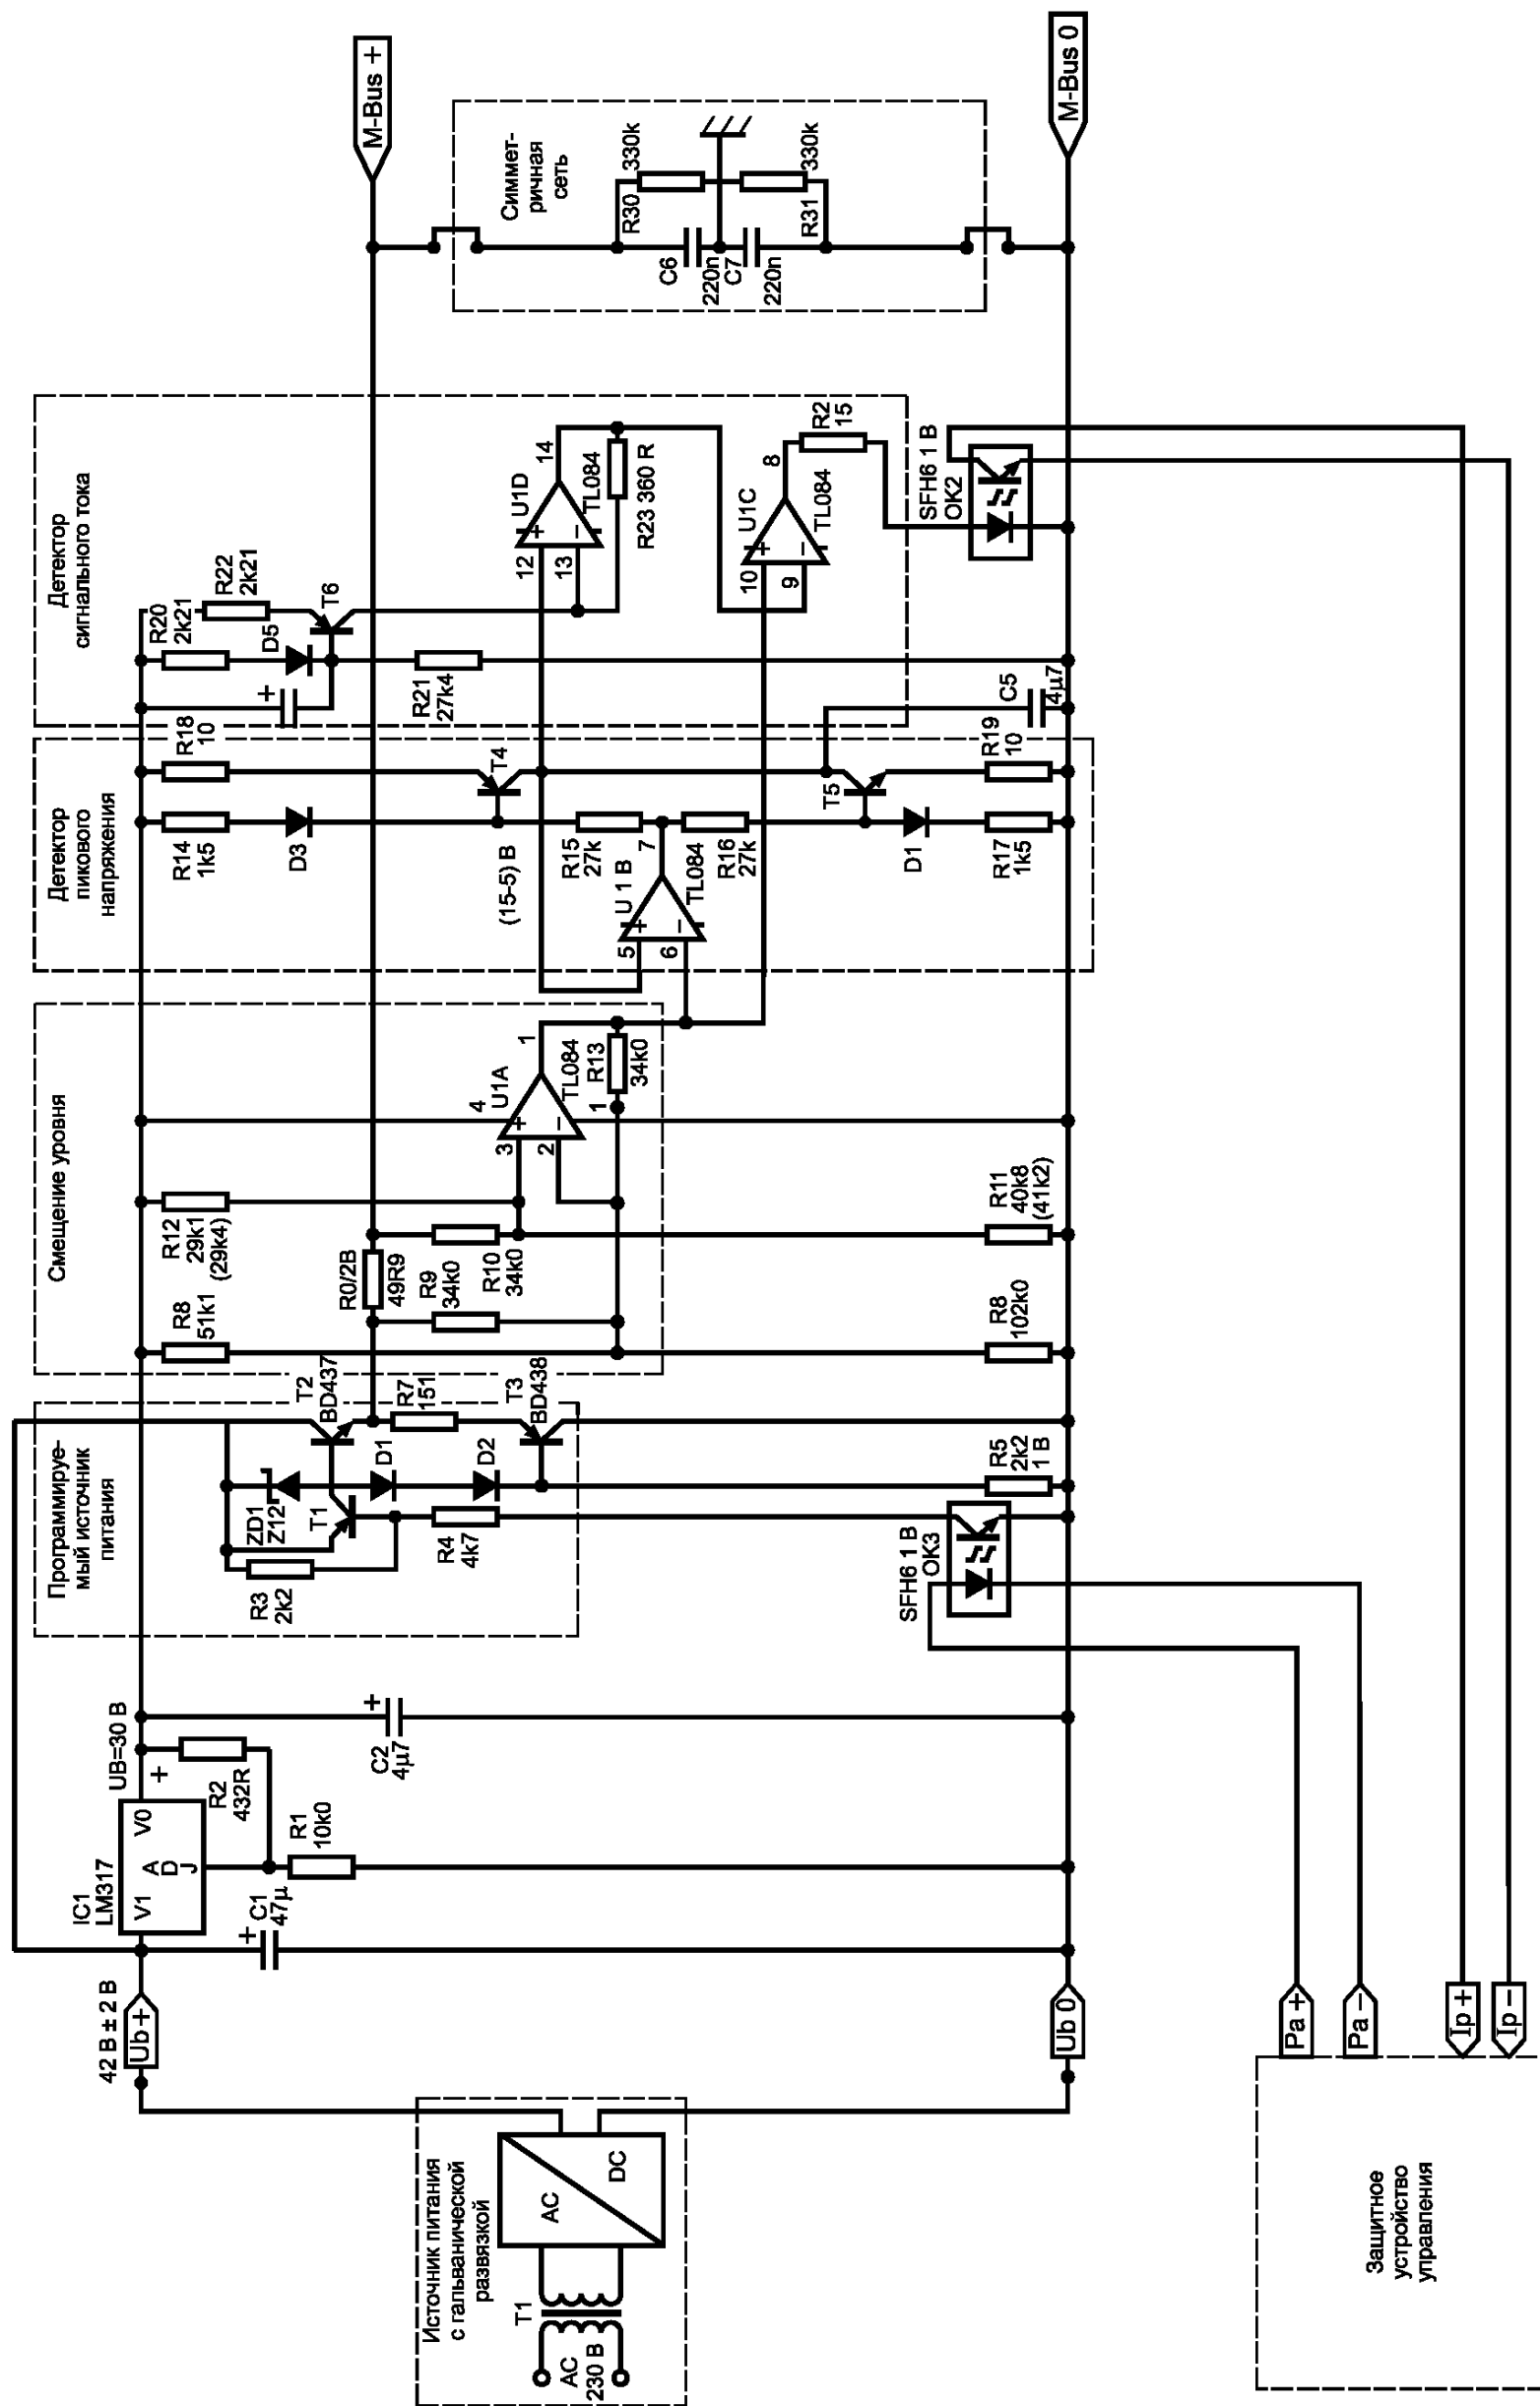 Источник питания
с гальванической
развязкой
T1
AC
230 В
AC
DC
42 В ± 2 В
Ub +
Ub 0
IC1
LM317
V1
V0
A
D
J
C1
47μ
+
R1
10k0
R2
432R
+
UB=30 В
C2
4μ7
+
Программируе-
мый источник
питания
R3
2k2
ZD1
Z12
T1
R4
4k7
D1
D2
T2
BD437
R7
151
T3
BD438
R5
2k2
1 В
SFH6 1 В
OK3
Смещение уровня
R8
51k1
R12
29k1
(29k4)
R0/2В
49R9
R9
34k0
R10
34k0
R8
102k0
R11
40k8
(41k2)
3
2
4
U1A
+
−
TL084
1
1
R13
34k0
Детектор
пикового
напряжения
R14
1k5
D3
R18
10
T4
(15-5) В
R15
27k
7
R16
27k
U 1 В
TL084
5
6
+
−
T5
D1
R17
1k5
R19
10
Детектор
сигнального тока
R20
2k21
R22
2k21
D5
T6
+
R21
27k4
C5
4μ7
12
13
+
−
U1D
14
TL084
R23 360 R
10
9
+
−
U1C
8
TL084
R2
15
SFH6 1 В
OK2
Симмет-
ричная
сеть
R30
330k
R31
330k
C6
220n
C7
220n
M-Bus +
M-Bus 0
Pa +
Pa −
Ip +
Ip −
Защитное
устройство
управления